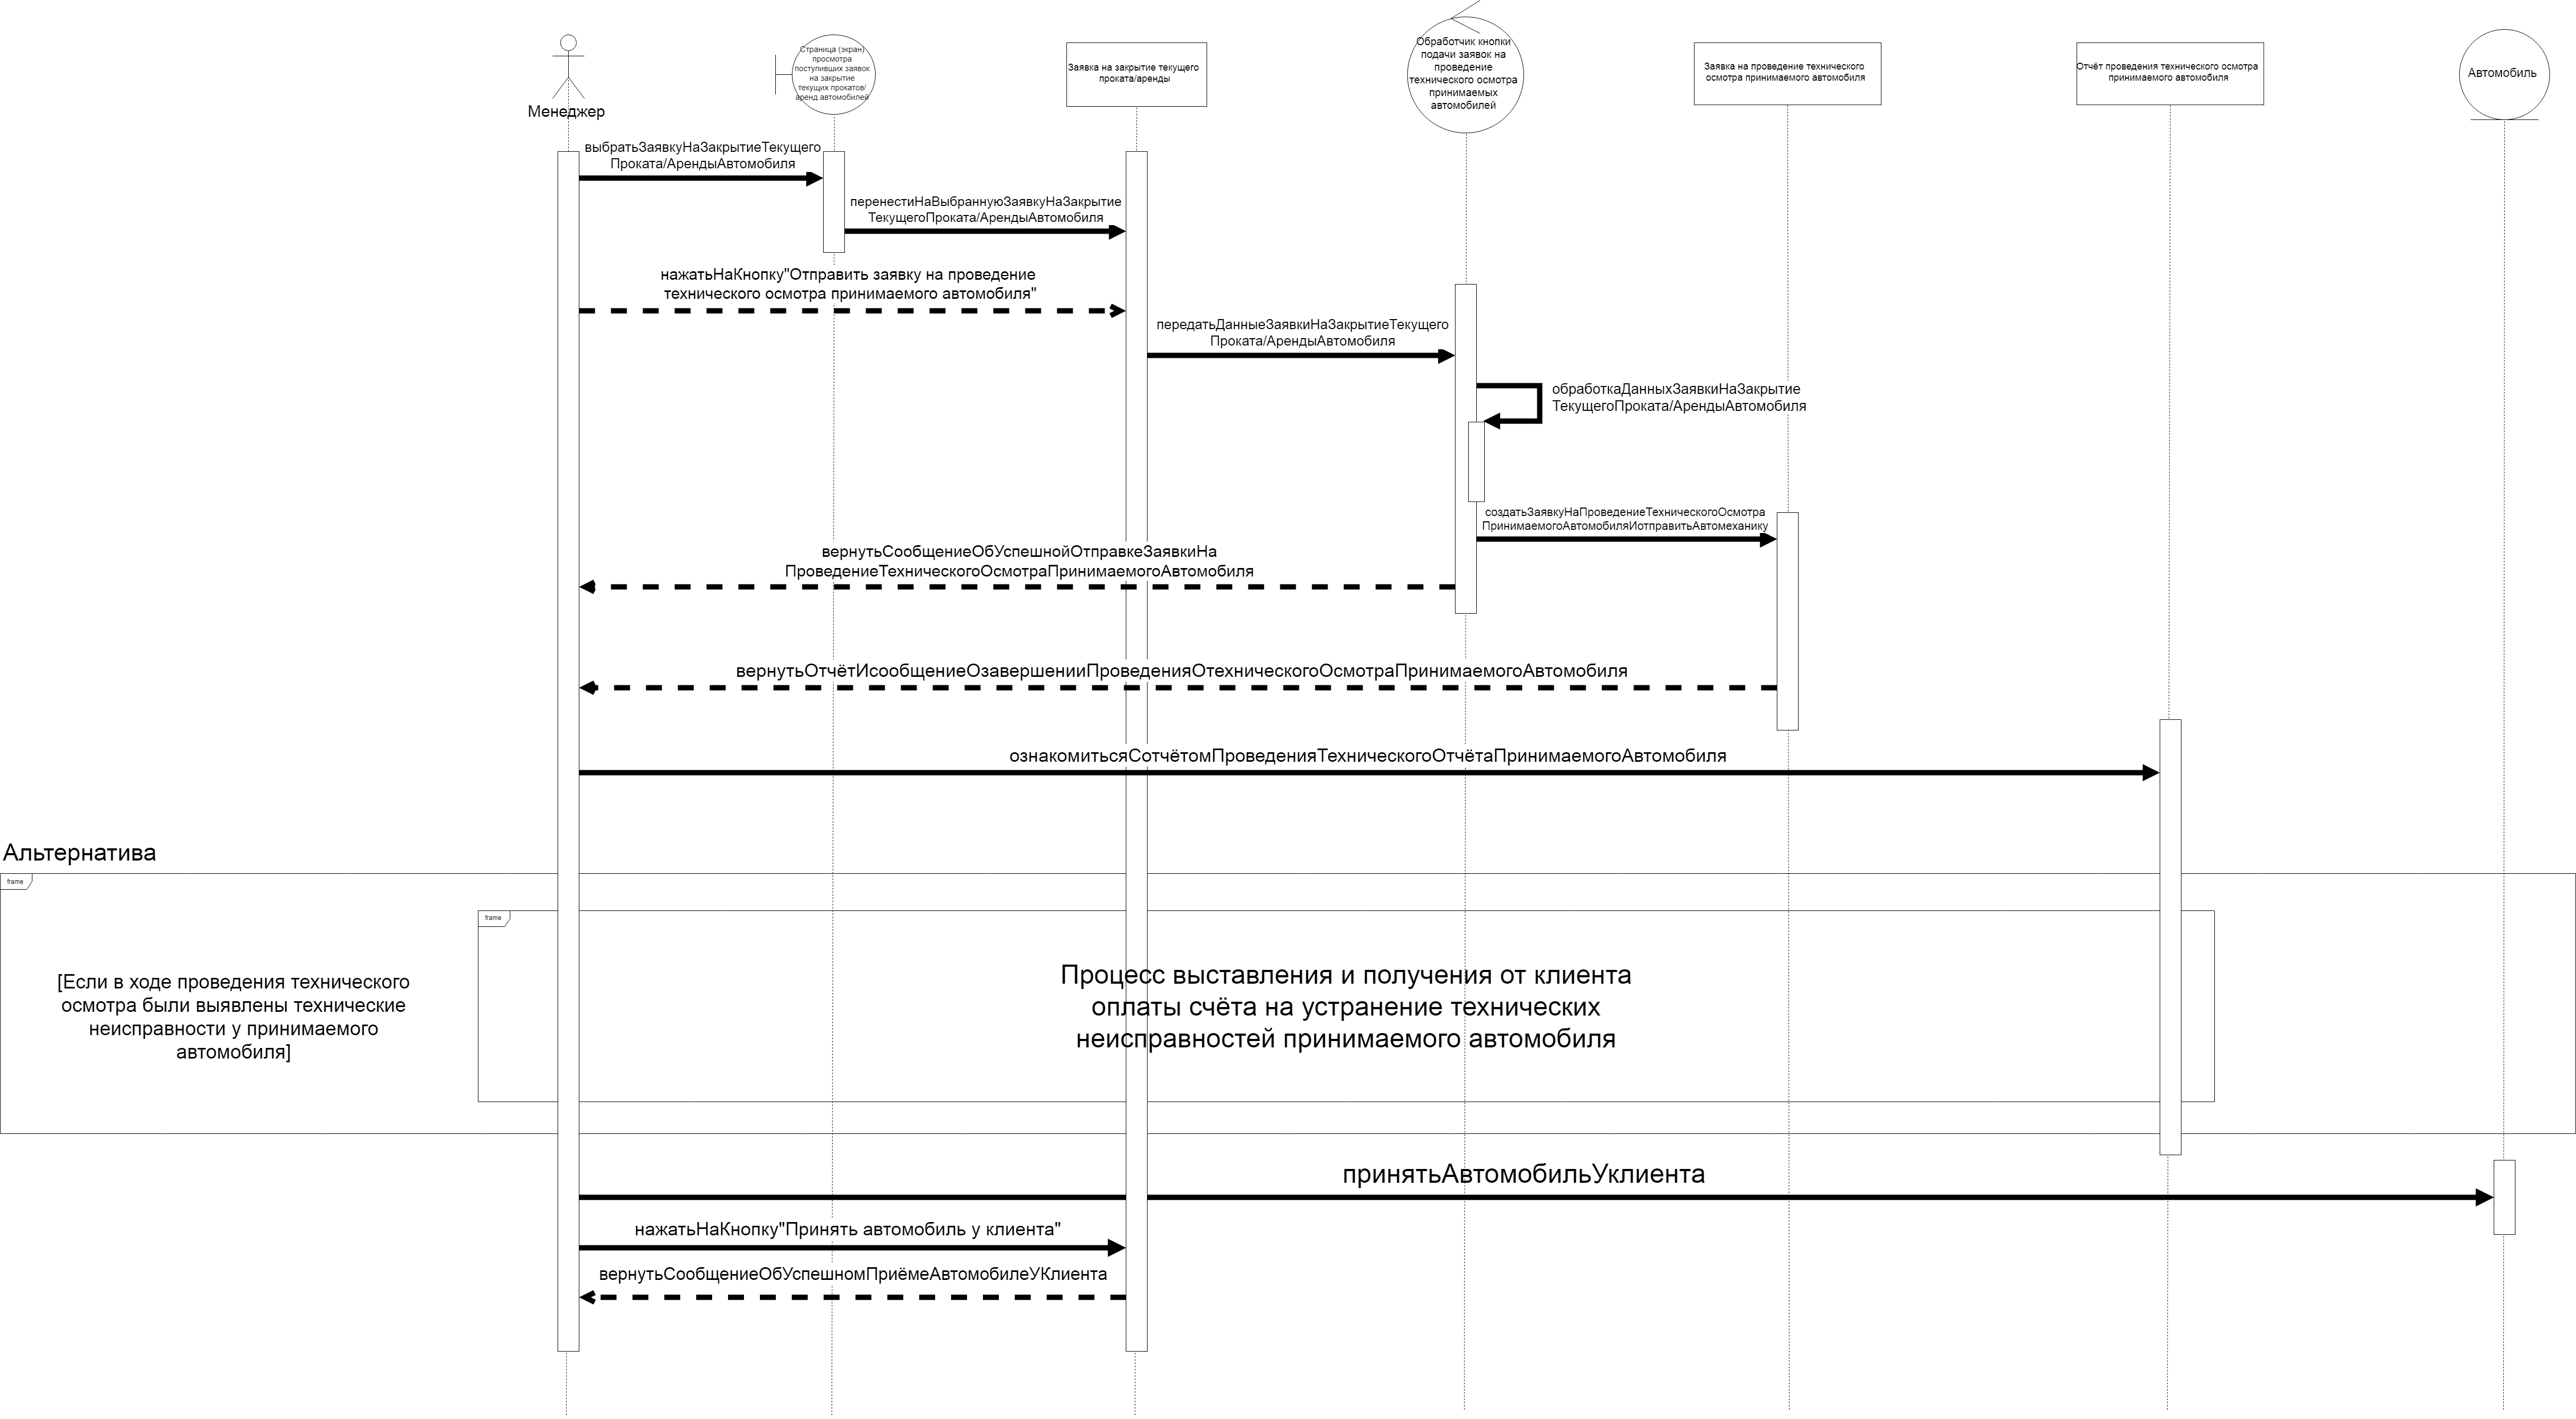 Менеджер
Страница (экран)
просмотра
поступивших заявок
на закрытие
текущих прокатов/
аренд автомобилей
Заявка на закрытие текущего
проката/аренды
Обработчик кнопки
подачи заявок на
проведение
технического осмотра
принимаемых
автомобилей
Заявка на проведение технического
осмотра принимаемого автомобиля
Отчёт проведения технического осмотра
принимаемого автомобиля
Автомобиль
выбратьЗаявкуНаЗакрытиеТекущего
Проката/АрендыАвтомобиля
перенестиНаВыбраннуюЗаявкуНаЗакрытие
ТекущегоПроката/АрендыАвтомобиля
нажатьНаКнопку"Отправить заявку на проведение
технического осмотра принимаемого автомобиля"
передатьДанныеЗаявкиНаЗакрытиеТекущего
Проката/АрендыАвтомобиля
обработкаДанныхЗаявкиНаЗакрытие
ТекущегоПроката/АрендыАвтомобиля
создатьЗаявкуНаПроведениеТехническогоОсмотра
ПринимаемогоАвтомобиляИотправитьАвтомеханику
вернутьСообщениеОбУспешнойОтправкеЗаявкиНа
ПроведениеТехническогоОсмотраПринимаемогоАвтомобиля
вернутьОтчётИсообщениеОзавершенииПроведенияОтехническогоОсмотраПринимаемогоАвтомобиля
ознакомитьсяСотчётомПроведенияТехническогоОтчётаПринимаемогоАвтомобиля
Альтернатива
frame
frame
[Если в ходе проведения технического
осмотра были выявлены технические
неисправности у принимаемого
автомобиля]
Процесс выставления и получения от клиента
оплаты счёта на устранение технических
неисправностей принимаемого автомобиля
принятьАвтомобильУклиента
нажатьНаКнопку"Принять автомобиль у клиента"
вернутьСообщениеОбУспешномПриёмеАвтомобилеУКлиента